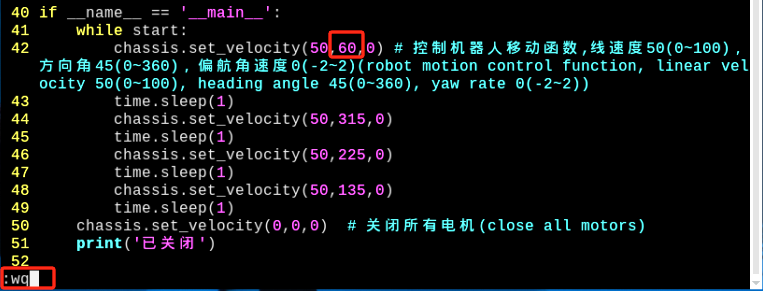 40 if __name__ == '__main__':
41     while start:
42         chassis.set_velocity(50,60,0) # 控制机器人移动函数,线速度50(0~100),
方向角45(0~360), 偏航角速度0(-2~2)(robot motion control function, linear vel
ocity 50(0~100), heading angle 45(0~360), yaw rate 0(-2~2))
43         time.sleep(1)
44         chassis.set_velocity(50,315,0)
45         time.sleep(1)
46         chassis.set_velocity(50,225,0)
47         time.sleep(1)
48         chassis.set_velocity(50,135,0)
49         time.sleep(1)
50     chassis.set_velocity(0,0,0)  # 关闭所有电机(close all motors)
51     print('已关闭')
52
:wq